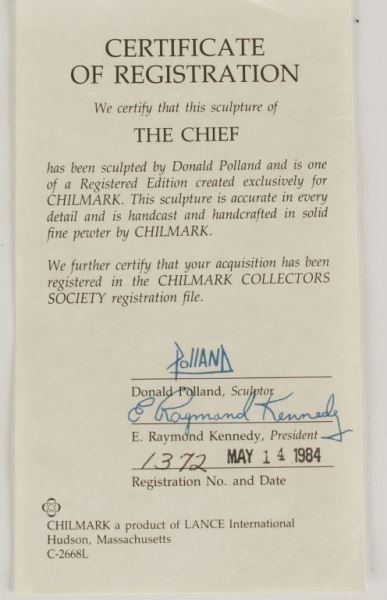 CERTIFICATE
OF REGISTRATION
We certify that this sculpture of
THE CHIEF
has been sculpted by Donald Polland and is one
of a Registered Edition created exclusively for
CHILMARK. This sculpture is accurate in every
detail and is handcast and handcrafted in solid
fine pewter by CHILMARK.
We further certify that your acquisition has been
registered in the CHILMARK COLLECTORS
SOCIETY registration file.
POLLAND
Donald Polland, Sculptor
E Raymond Kennedy
E. Raymond Kennedy, President
1372 MAY 14 1984
Registration No. and Date
CHILMARK a product of LANCE International
Hudson, Massachusetts
C-2668L